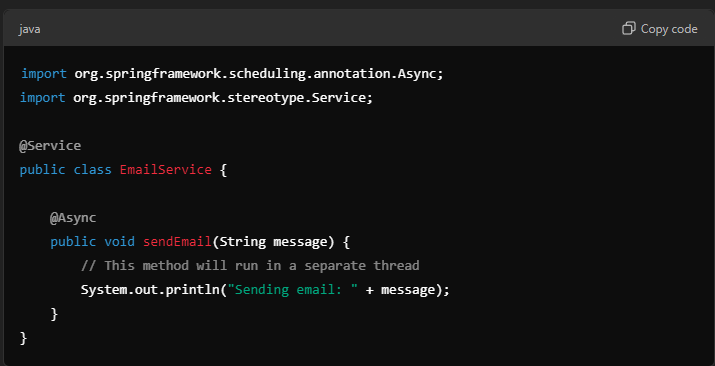 java
Copy code
import org.springframework.scheduling.annotation.Async;
import org.springframework.stereotype.Service;
@Service
public class EmailService {
@Async
public void sendEmail(String message) {
// This method will run in a separate thread
System.out.println("Sending email: " + message);
}
}